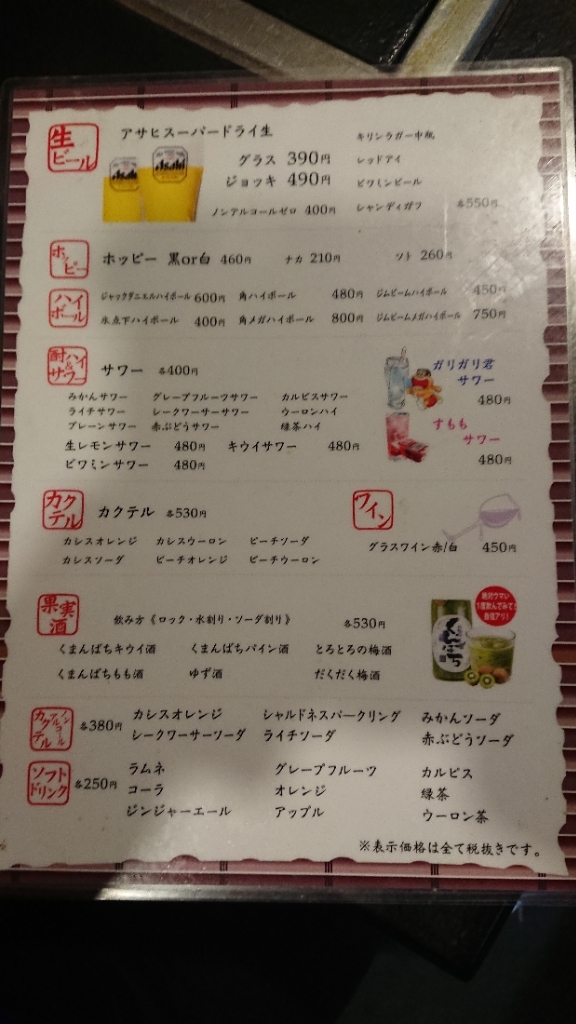 生ビール
アサヒスーパードライ生
キリンラガー中瓶
グラス 390円
レッドアイ
ジョッキ 490円
ビワミンビール
ノンアルコールゼロ 400円
シャンディガフ 各550円
Asahi
Asahi
ホッピー
ホッピー 黒or白 460円 ナカ 210円 ソト 260円
ハイボール
ジャックダニエルハイボール 600円 角ハイボール 480円 ジムビームハイボール 450円
氷点下ハイボール 400円 角メガハイボール 800円 ジムビームメガハイボール 750円
酎ハイ&サワー
サワー 各400円
みかんサワー グレープフルーツサワー カルピスサワー
ライチサワー シークワーサーサワー ウーロンハイ
プレーンサワー 赤ぶどうサワー 緑茶ハイ
生レモンサワー 480円 キウイサワー 480円
ビワミンサワー 480円
ガリガリ君
サワー
480円
すもも
サワー
480円
カクテル
カクテル 各530円
カシスオレンジ カシスウーロン ピーチソーダ
カシスソーダ ピーチオレンジ ピーチウーロン
ワイン
グラスワイン赤/白 450円
果実酒
飲み方《ロック・水割り・ソーダ割り》 各530円
くまんばちキウイ酒 くまんばちパイン酒 とろとろの梅酒
くまんばちもも酒 ゆず酒 だくだく梅酒
絶対ウマい
1度飲んでみて!
自信アリ!
くまんばち
ノンアルコールカクテル
各380円
カシスオレンジ シャルドネスパークリング みかんソーダ
シークワーサーソーダ ライチソーダ 赤ぶどうソーダ
ソフトドリンク
各250円
ラムネ グレープフルーツ カルピス
コーラ オレンジ 緑茶
ジンジャーエール アップル ウーロン茶
※表示価格は全て税抜きです。